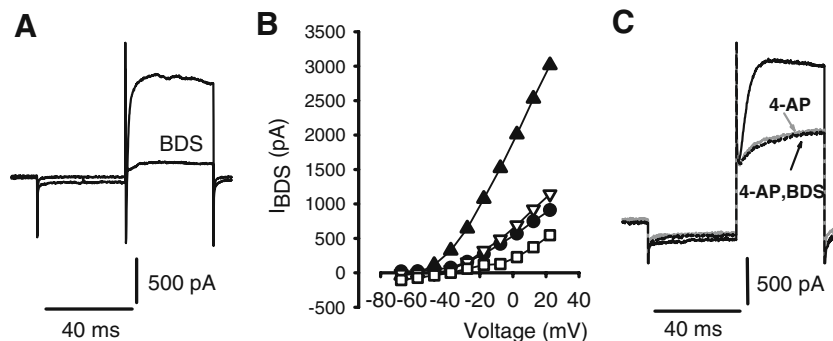 A
BDS
500 pA
40 ms
B
I_BDS (pA)
3500
3000
2500
2000
1500
1000
500
0
-500
-80 -60 -40 -20 0 20 40
Voltage (mV)
C
4-AP
4-AP,BDS
500 pA
40 ms